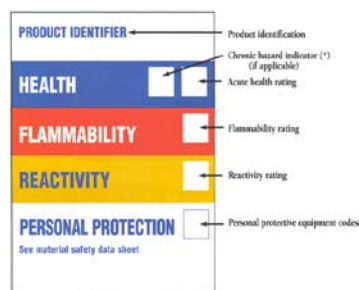 PRODUCT IDENTIFIER
Product identification
Chronic hazard indicator (*)
(if applicable)
HEALTH
Acute health rating
FLAMMABILITY
Flammability rating
REACTIVITY
Reactivity rating
PERSONAL PROTECTION
Personal protective equipment codes
See material safety data sheet